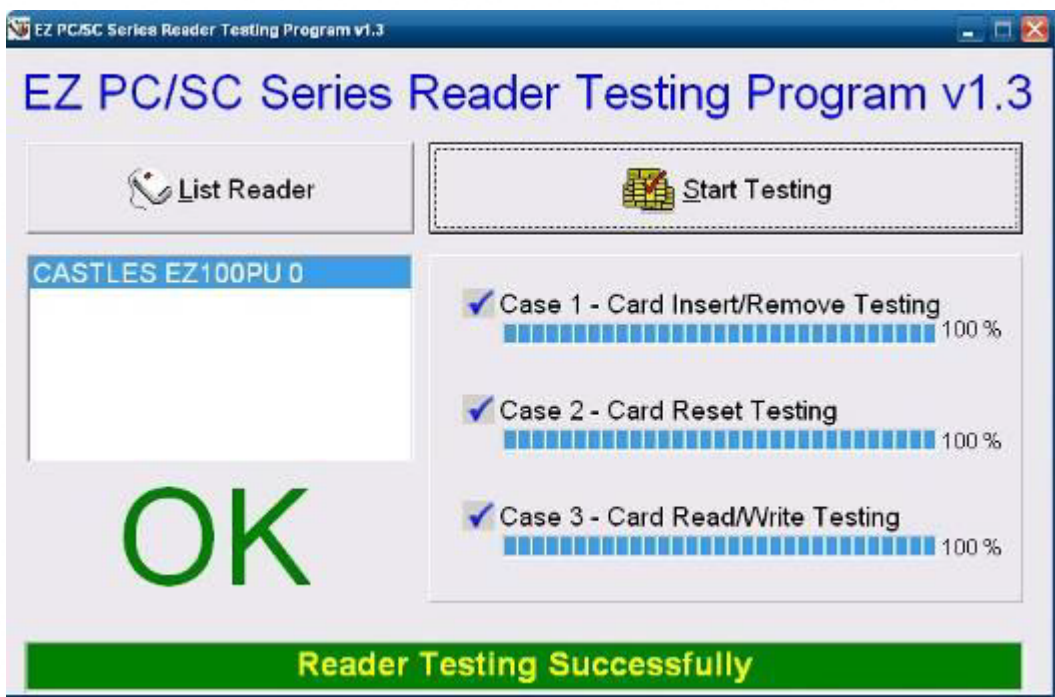 EZ PC/SC Series Reader Testing Program v1.3
EZ PC/SC Series Reader Testing Program v1.3
List Reader
Start Testing
CASTLES EZ100PU 0
Case 1 - Card Insert/Remove Testing
100 %
Case 2 - Card Reset Testing
100 %
Case 3 - Card Read/Write Testing
100 %
OK
Reader Testing Successfully